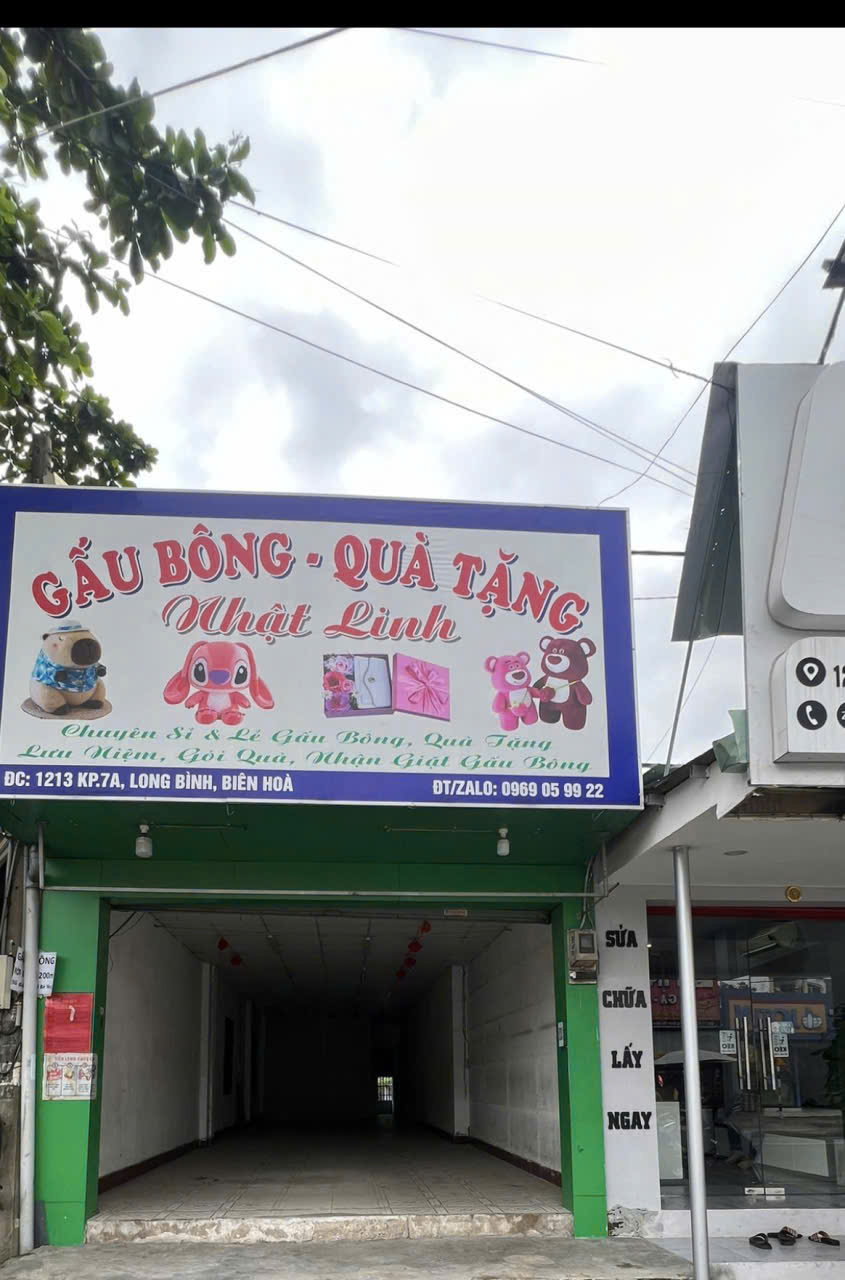 GẤU BÔNG - QUÀ TẶNG
Nhật Linh
Chuyên Sỉ & Lẻ Gấu Bông, Quà Tặng
Lưu Niệm, Gói Quà, Nhận Giặt Gấu Bông
ĐC: 1213 KP.7A, LONG BÌNH, BIÊN HOÀ
ĐT/ZALO: 0969 05 99 22
SỬA
CHỮA
LẤY
NGAY
200m